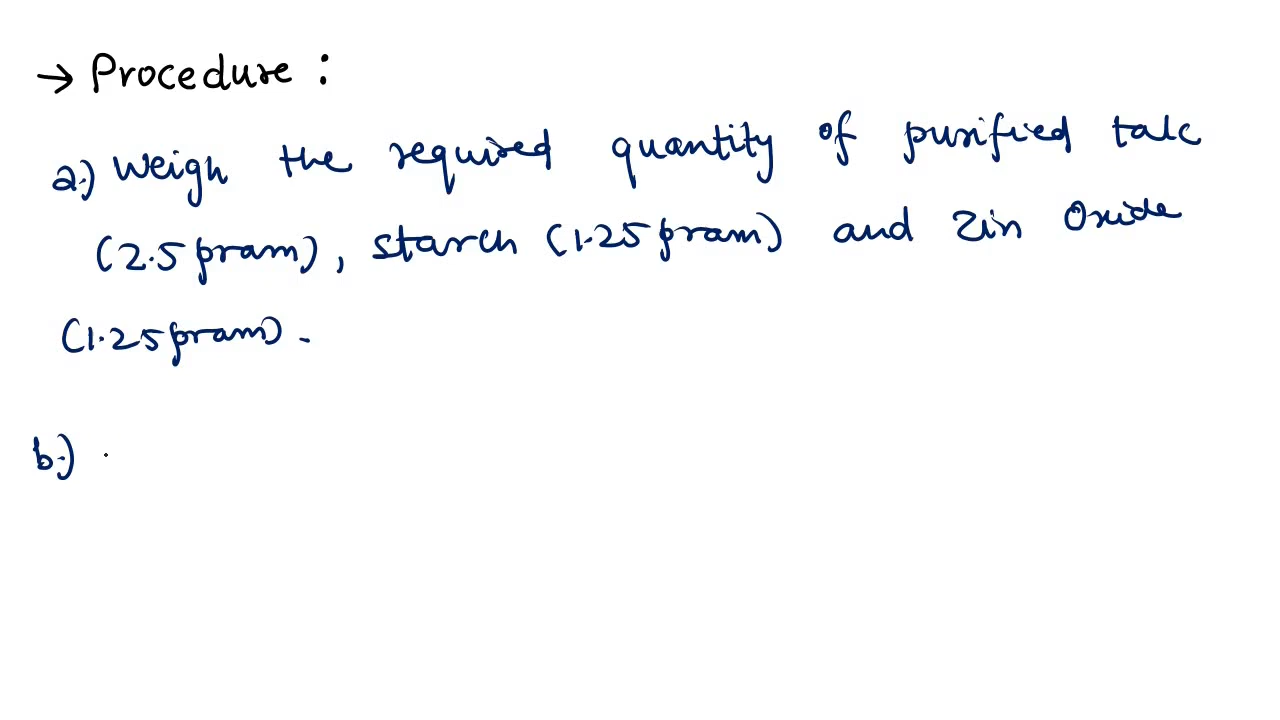 → Procedure :
a.) Weigh the required quantity of purified talc
(2.5 gram), starch (1.25 gram) and Zin Oxide
(1.25 gram).
b.) .